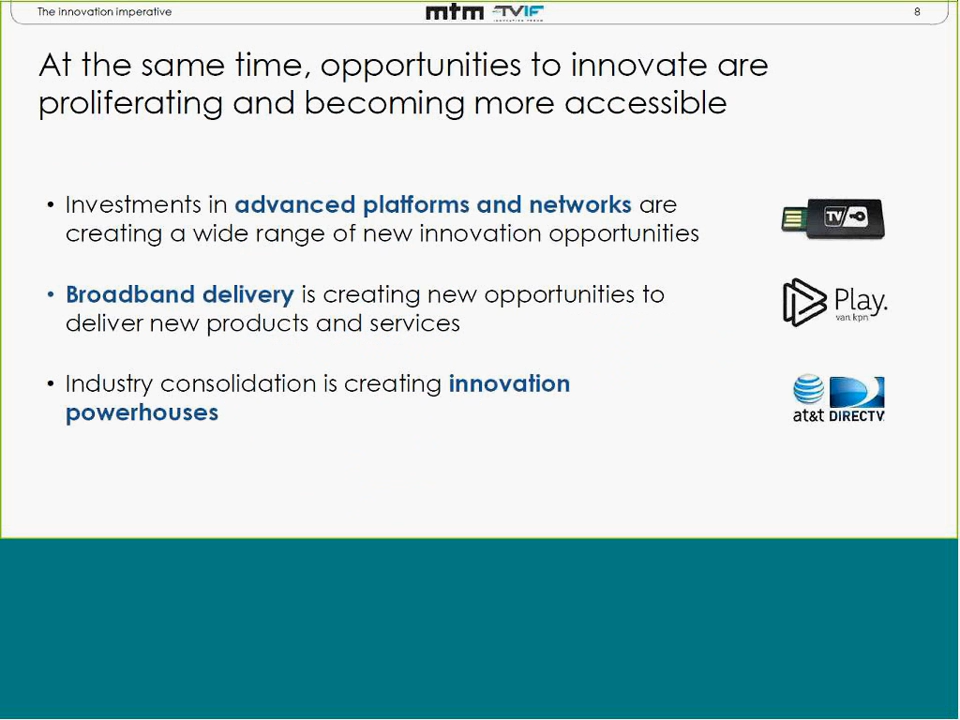 The innovation imperative
mtm
TVIF
INNOVATION FORUM
8
At the same time, opportunities to innovate are
proliferating and becoming more accessible
• Investments in advanced platforms and networks are
creating a wide range of new innovation opportunities
TV
• Broadband delivery is creating new opportunities to
deliver new products and services
Play.
van.kpn
• Industry consolidation is creating innovation
powerhouses
at&t DIRECTV